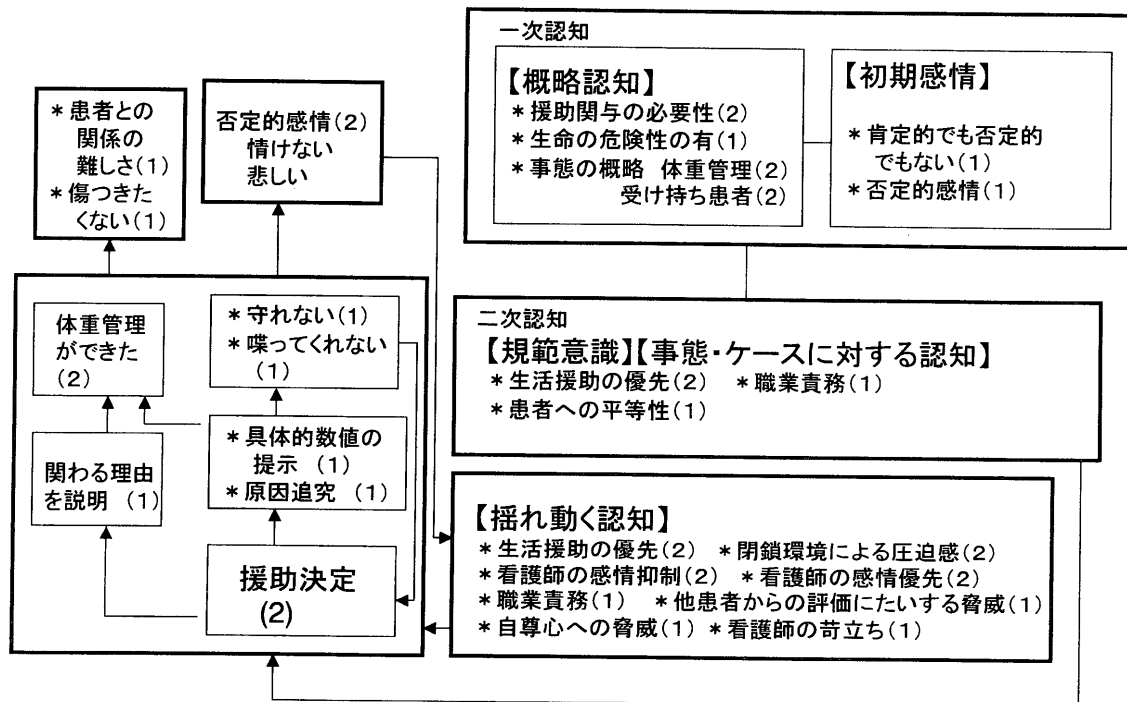 一次認知
【概略認知】
＊援助関与の必要性(2)
＊生命の危険性の有(1)
＊事態の概略 体重管理(2)
受け持ち患者(2)
【初期感情】
＊肯定的でも否定的
でもない(1)
＊否定的感情(1)
＊患者との
関係の
難しさ(1)
＊傷つきた
くない(1)
否定的感情(2)
情けない
悲しい
体重管理
ができた
(2)
＊守れない(1)
＊喋ってくれない
(1)
関わる理由
を説明 (1)
＊具体的数値の
提示 (1)
＊原因追究 (1)
援助決定
(2)
二次認知
【規範意識】【事態・ケースに対する認知】
＊生活援助の優先(2) ＊職業責務(1)
＊患者への平等性(1)
【揺れ動く認知】
＊生活援助の優先(2) ＊閉鎖環境による圧迫感(2)
＊看護師の感情抑制(2) ＊看護師の感情優先(2)
＊職業責務(1) ＊他患者からの評価にたいする脅威(1)
＊自尊心への脅威(1) ＊看護師の苛立ち(1)